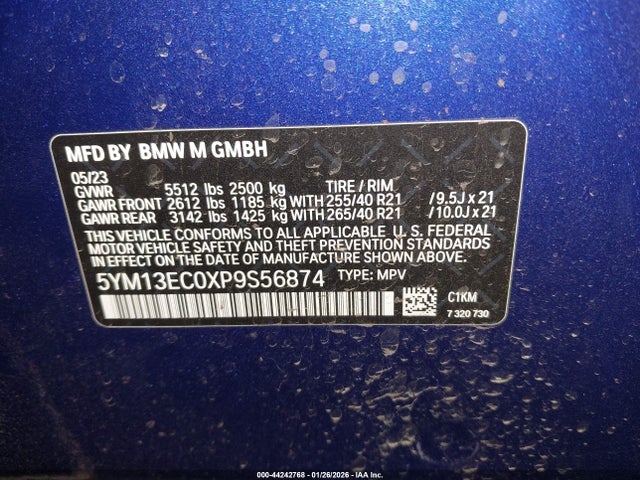 MFD BY BMW M GMBH
05/23
GVWR 5512 lbs 2500 kg TIRE / RIM
GAWR FRONT 2612 lbs 1185 kg WITH 255/40 R21 / 9.5J x 21
GAWR REAR 3142 lbs 1425 kg WITH 265/40 R21 / 10.0J x 21
THIS VEHICLE CONFORMS TO ALL APPLICABLE U. S. FEDERAL
MOTOR VEHICLE SAFETY, BUMPER, AND THEFT PREVENTION
STANDARDS IN EFFECT ON THE DATE OF MANUFACTURE SHOWN ABOVE.
5YM13EC0XP9S56874 TYPE: MPV
C1KM
7 320 730
000-44242768 | 01/26/2026 - IAA Inc.